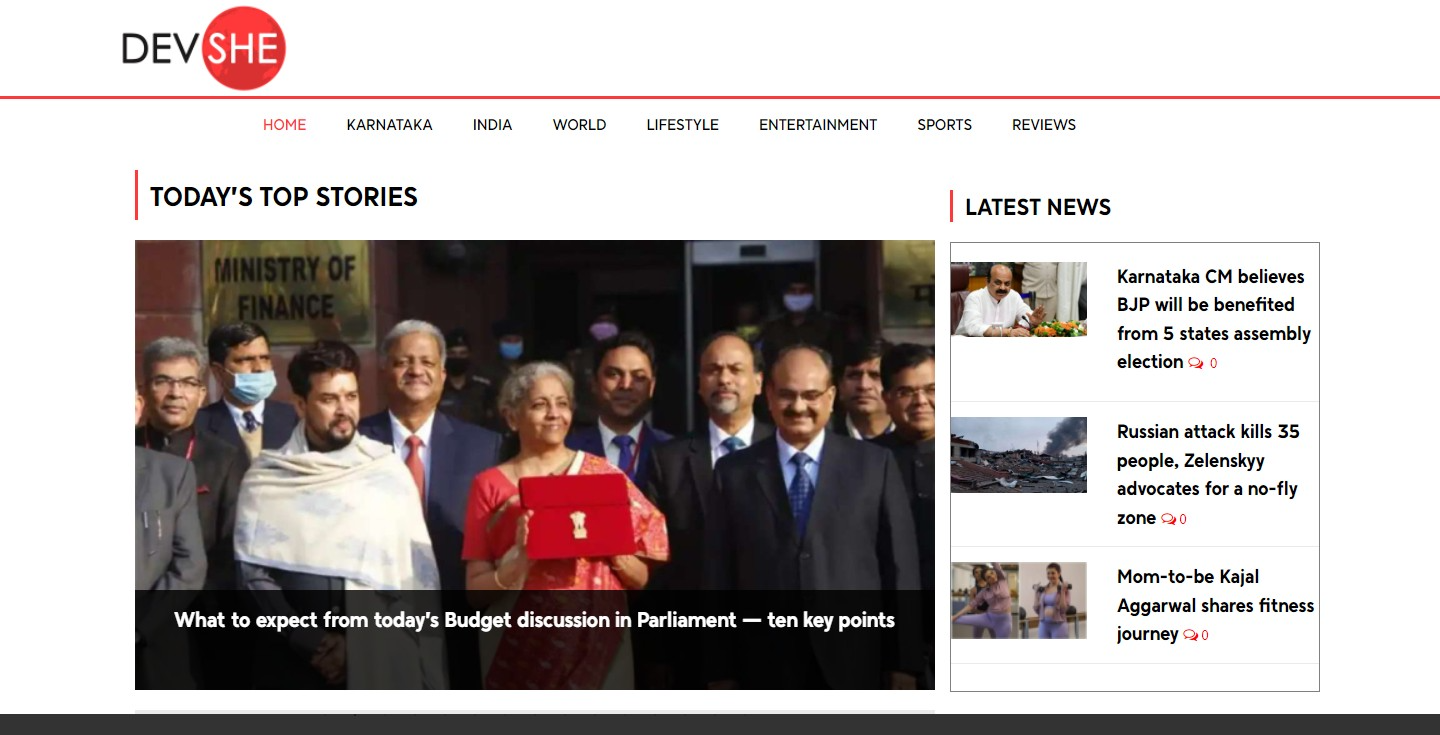 DEVSHE
HOME KARNATAKA INDIA WORLD LIFESTYLE ENTERTAINMENT SPORTS REVIEWS
TODAY'S TOP STORIES
MINISTRY OF
FINANCE
What to expect from today's Budget discussion in Parliament — ten key points
LATEST NEWS
Karnataka CM believes
BJP will be benefited
from 5 states assembly
election 0
Russian attack kills 35
people, Zelenskyy
advocates for a no-fly
zone 0
Mom-to-be Kajal
Aggarwal shares fitness
journey 0